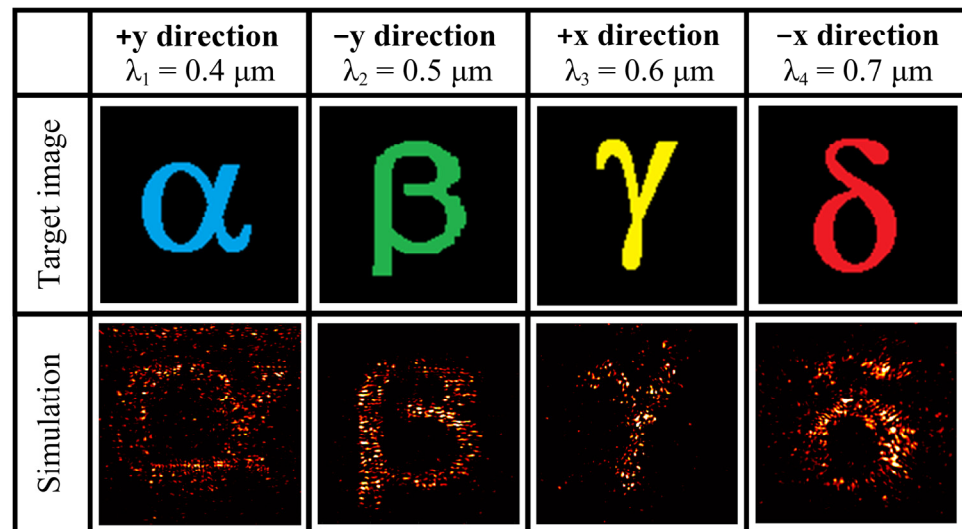 +y direction
λ₁ = 0.4 μm
−y direction
λ₂ = 0.5 μm
+x direction
λ₃ = 0.6 μm
−x direction
λ₄ = 0.7 μm
Target image
α
β
γ
δ
Simulation
α
β
γ
δ